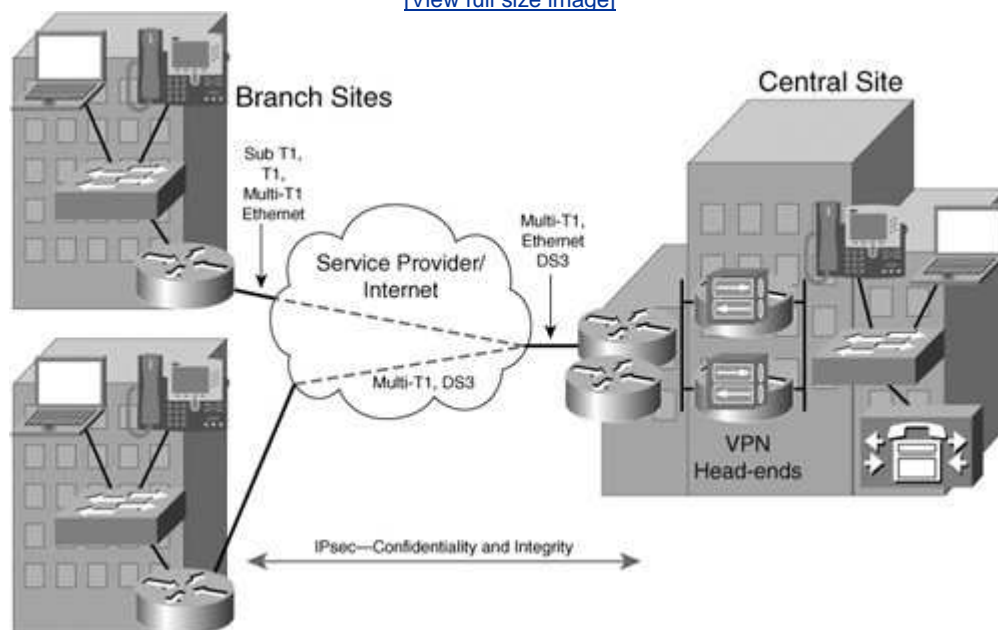 [View full size image]
Branch Sites
Central Site
Sub T1,
T1,
Multi-T1
Ethernet
Multi-T1,
Ethernet
DS3
Service Provider/
Internet
Multi-T1, DS3
VPN
Head-ends
IPsec—Confidentiality and Integrity